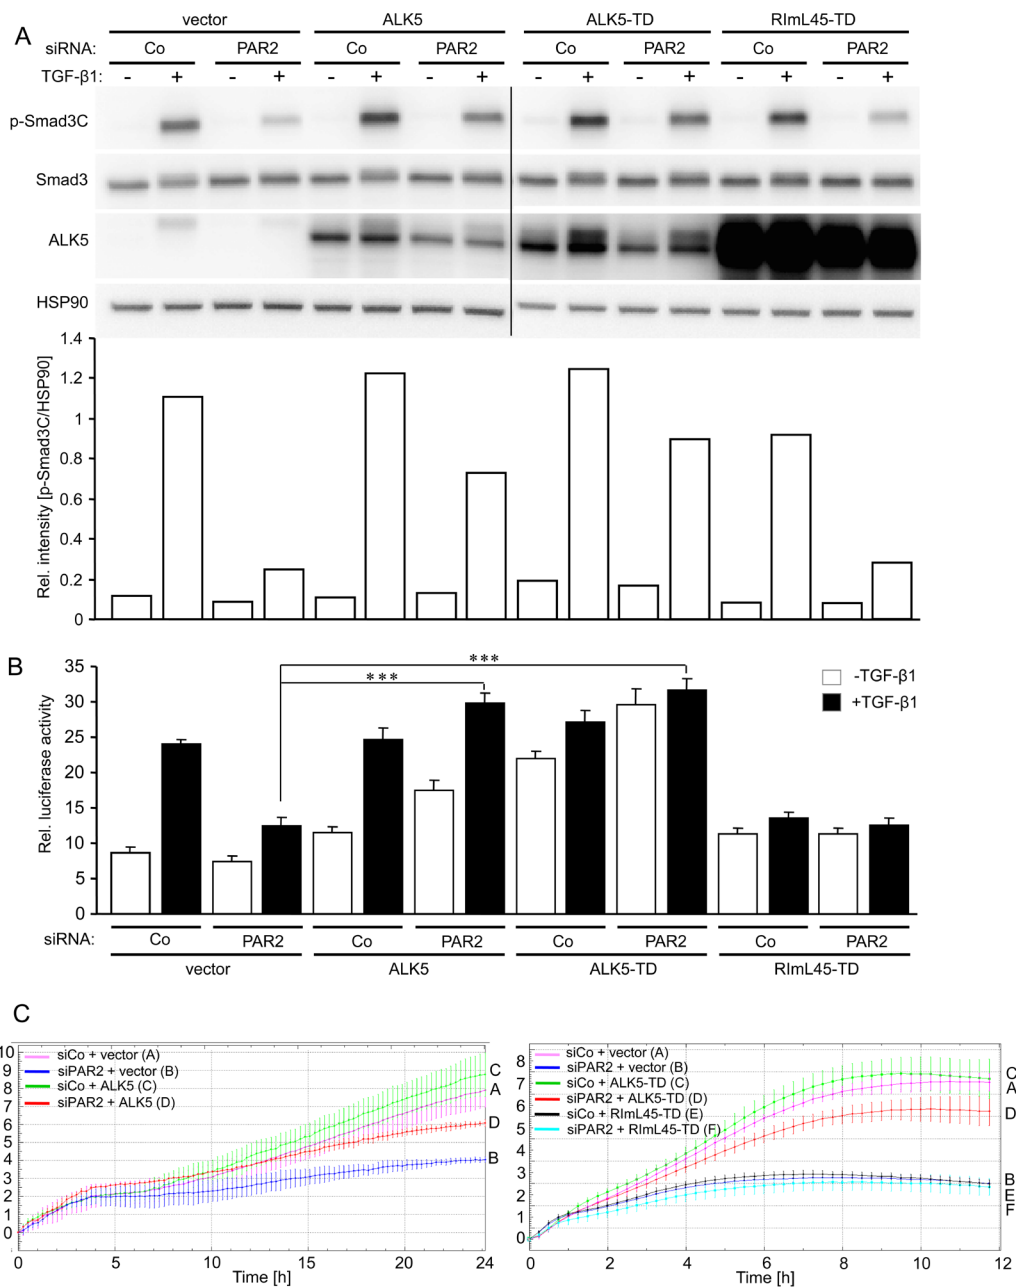 A
vector ALK5 ALK5-TD RImL45-TD
siRNA: Co PAR2 Co PAR2 Co PAR2 Co PAR2
TGF-β1: - + - + - + - + - + - + - + - +
p-Smad3C
Smad3
ALK5
HSP90
Rel. intensity [p-Smad3C/HSP90]
1.4
1.2
1
0.8
0.6
0.4
0.2
0
B
Rel. luciferase activity
35
30
25
20
15
10
5
0
***
***
-TGF-β1
+TGF-β1
siRNA: Co PAR2 Co PAR2 Co PAR2 Co PAR2
vector ALK5 ALK5-TD RImL45-TD
C
10
9
8
7
6
5
4
3
2
1
0
siCo + vector (A)
siPAR2 + vector (B)
siCo + ALK5 (C)
siPAR2 + ALK5 (D)
C
A
D
B
0 5 10 15 20 24
Time [h]
8
7
6
5
4
3
2
1
0
siCo + vector (A)
siPAR2 + vector (B)
siCo + ALK5-TD (C)
siPAR2 + ALK5-TD (D)
siCo + RImL45-TD (E)
siPAR2 + RImL45-TD (F)
C
A
D
B
E
F
0 2 4 6 8 10 12
Time [h]